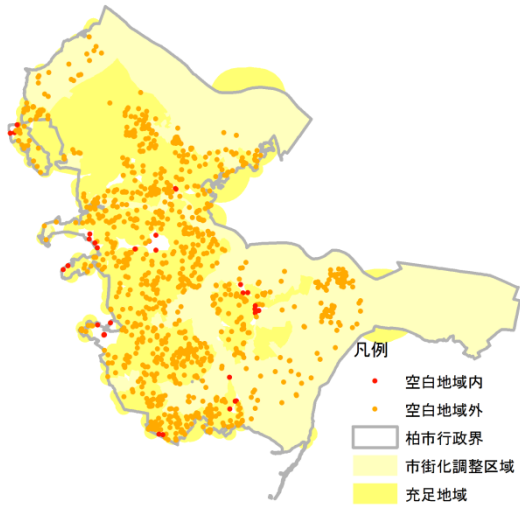 凡例
空白地域内
空白地域外
柏市行政界
市街化調整区域
充足地域